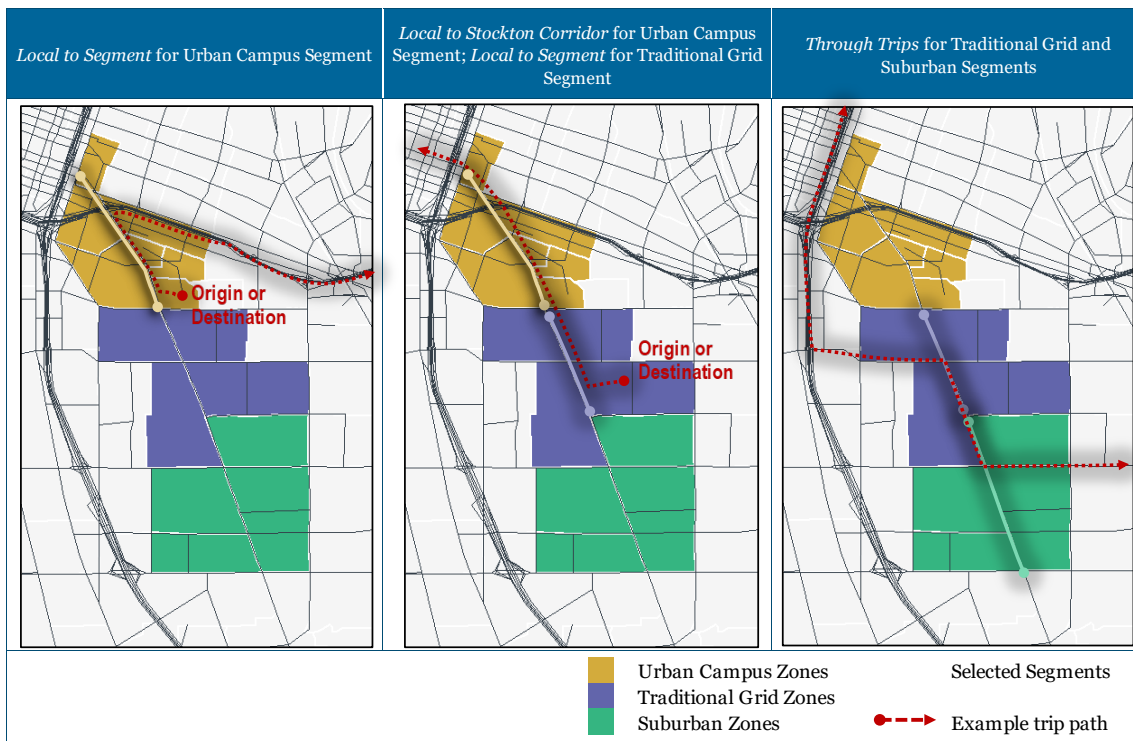 Local to Segment for Urban Campus Segment
Local to Stockton Corridor for Urban Campus
Segment; Local to Segment for Traditional Grid
Segment
Through Trips for Traditional Grid and
Suburban Segments
Origin or
Destination
Origin or
Destination
Urban Campus Zones
Traditional Grid Zones
Suburban Zones
Selected Segments
Example trip path